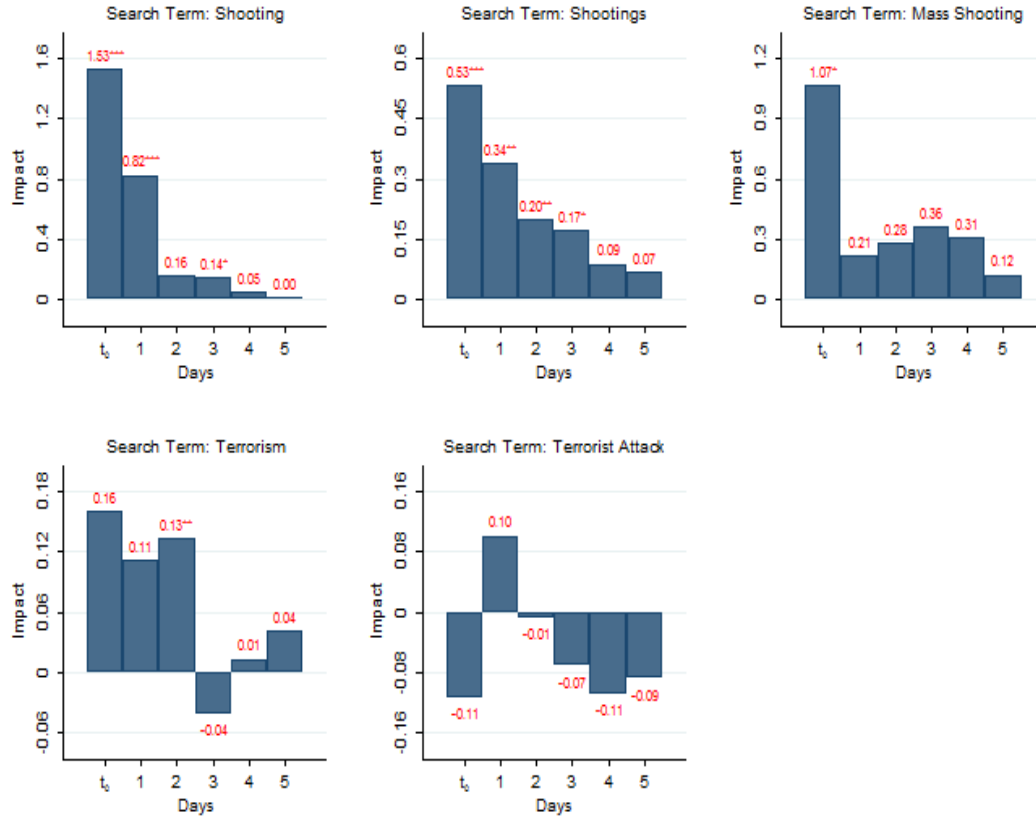 Search Term: Shooting
1.53***
0.82***
0.16
0.14*
0.05
0.00
0
0.4
0.8
1.2
1.6
Impact
t₀ 1 2 3 4 5
Days
Search Term: Shootings
0.53***
0.34**
0.20**
0.17*
0.09
0.07
0
0.15
0.3
0.45
0.6
Impact
t₀ 1 2 3 4 5
Days
Search Term: Mass Shooting
1.07*
0.21
0.28
0.36
0.31
0.12
0
0.3
0.6
0.9
1.2
Impact
t₀ 1 2 3 4 5
Days
Search Term: Terrorism
0.16
0.11
0.13**
-0.04
0.01
0.04
-0.06
0
0.06
0.12
0.18
Impact
t₀ 1 2 3 4 5
Days
Search Term: Terrorist Attack
-0.11
0.10
-0.01
-0.07
-0.11
-0.09
-0.16
-0.08
0
0.08
0.16
Impact
t₀ 1 2 3 4 5
Days